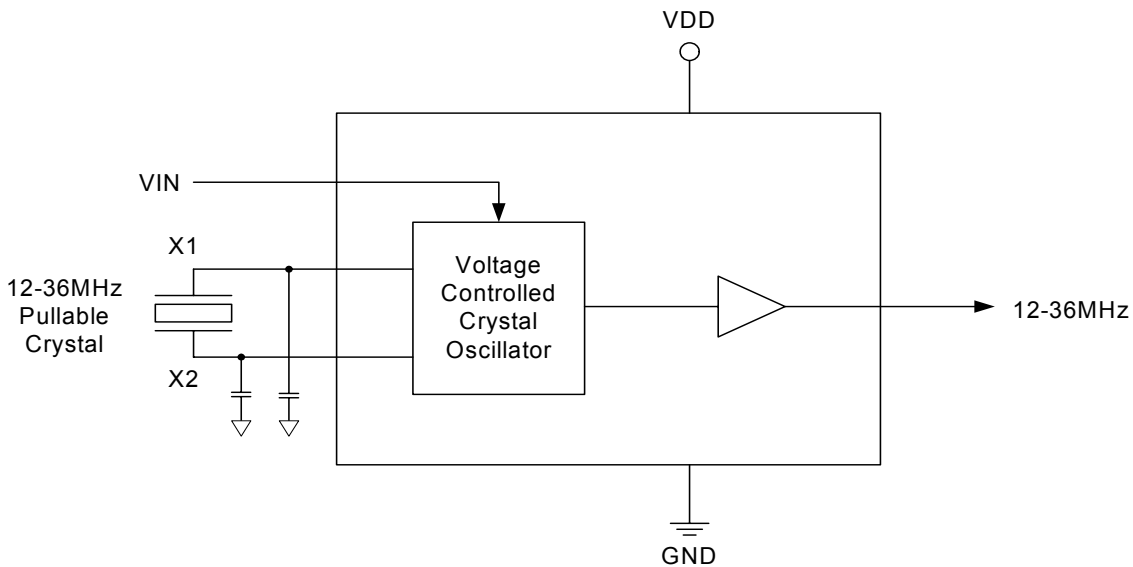 VDD
VIN
X1
12-36MHz
Pullable
Crystal
X2
Voltage
Controlled
Crystal
Oscillator
12-36MHz
GND